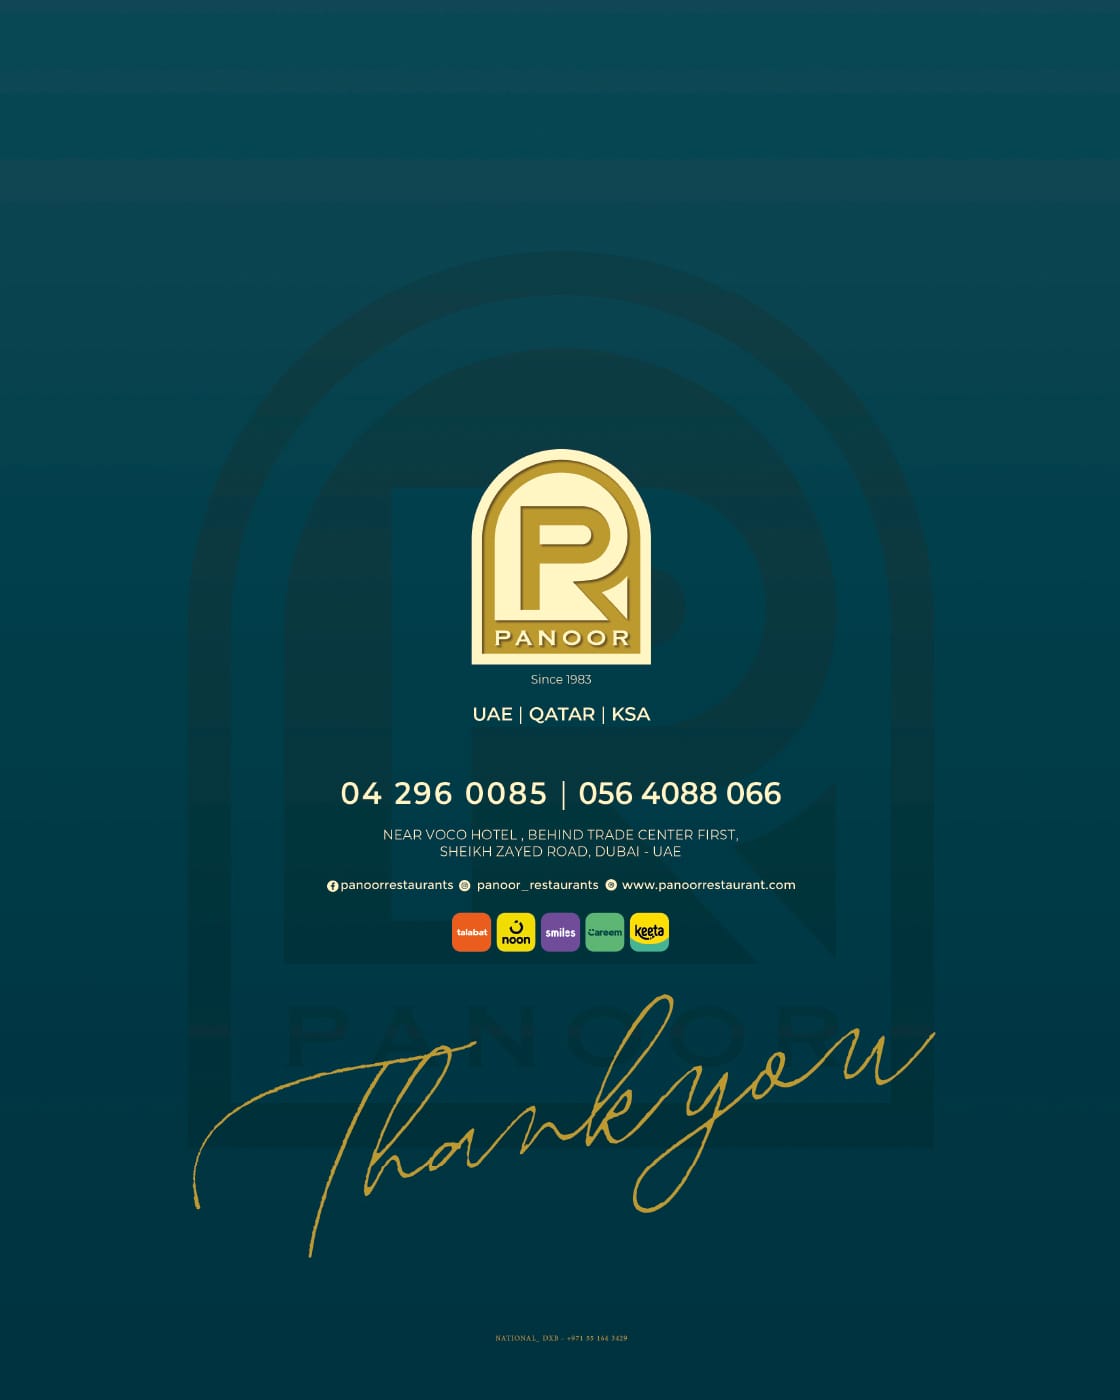 PANOOR
Since 1983
UAE | QATAR | KSA
04 296 0085 | 056 4088 066
NEAR VOCO HOTEL , BEHIND TRADE CENTER FIRST,
SHEIKH ZAYED ROAD, DUBAI - UAE
panoorrestaurants panoor_restaurants www.panoorrestaurant.com
talabat noon smiles careem keeta
PANOOR
Thankyou
NATIONAL_ DXB - +971 55 164 3429